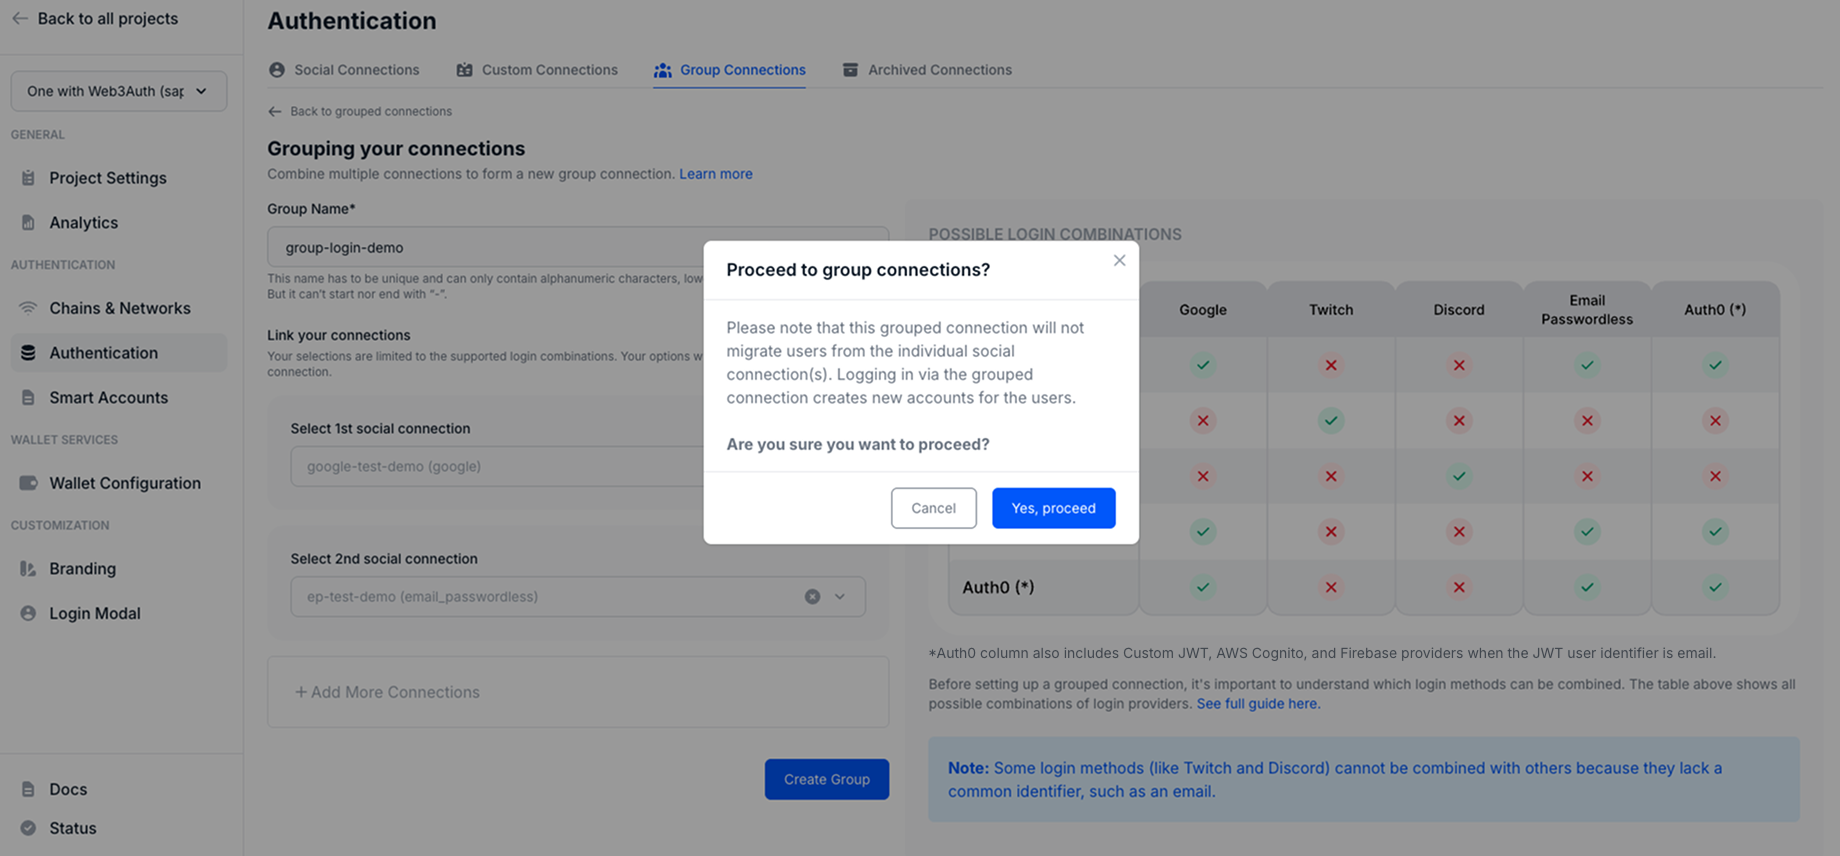 Back to all projects
One with Web3Auth (sap
GENERAL
Project Settings
Analytics
AUTHENTICATION
Chains & Networks
Authentication
Smart Accounts
WALLET SERVICES
Wallet Configuration
CUSTOMIZATION
Branding
Login Modal
Docs
Status
Authentication
Social Connections
Custom Connections
Group Connections
Archived Connections
Back to grouped connections
Grouping your connections
Combine multiple connections to form a new group connection. Learn more
Group Name*
group-login-demo
This name has to be unique and can only contain alphanumeric characters, low
But it can't start nor end with "-".
Link your connections
Your selections are limited to the supported login combinations. Your options w
connection.
Select 1st social connection
google-test-demo (google)
Select 2nd social connection
ep-test-demo (email_passwordless)
+ Add More Connections
Create Group
Proceed to group connections?
Please note that this grouped connection will not
migrate users from the individual social
connection(s). Logging in via the grouped
connection creates new accounts for the users.
Are you sure you want to proceed?
Cancel
Yes, proceed
POSSIBLE LOGIN COMBINATIONS
Google
Twitch
Discord
Email
Passwordless
Auth0 (*)
Auth0 (*)
*Auth0 column also includes Custom JWT, AWS Cognito, and Firebase providers when the JWT user identifier is email.
Before setting up a grouped connection, it's important to understand which login methods can be combined. The table above shows all
possible combinations of login providers. See full guide here.
Note: Some login methods (like Twitch and Discord) cannot be combined with others because they lack a
common identifier, such as an email.